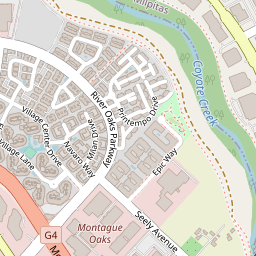 Milpitas
Coyote Creek
River Oaks Parkway
Printempo Drive
Milan Drive
Navaro Way
Village Center Drive
Village Lane
Epic Way
Seely Avenue
Montague
Oaks
G4